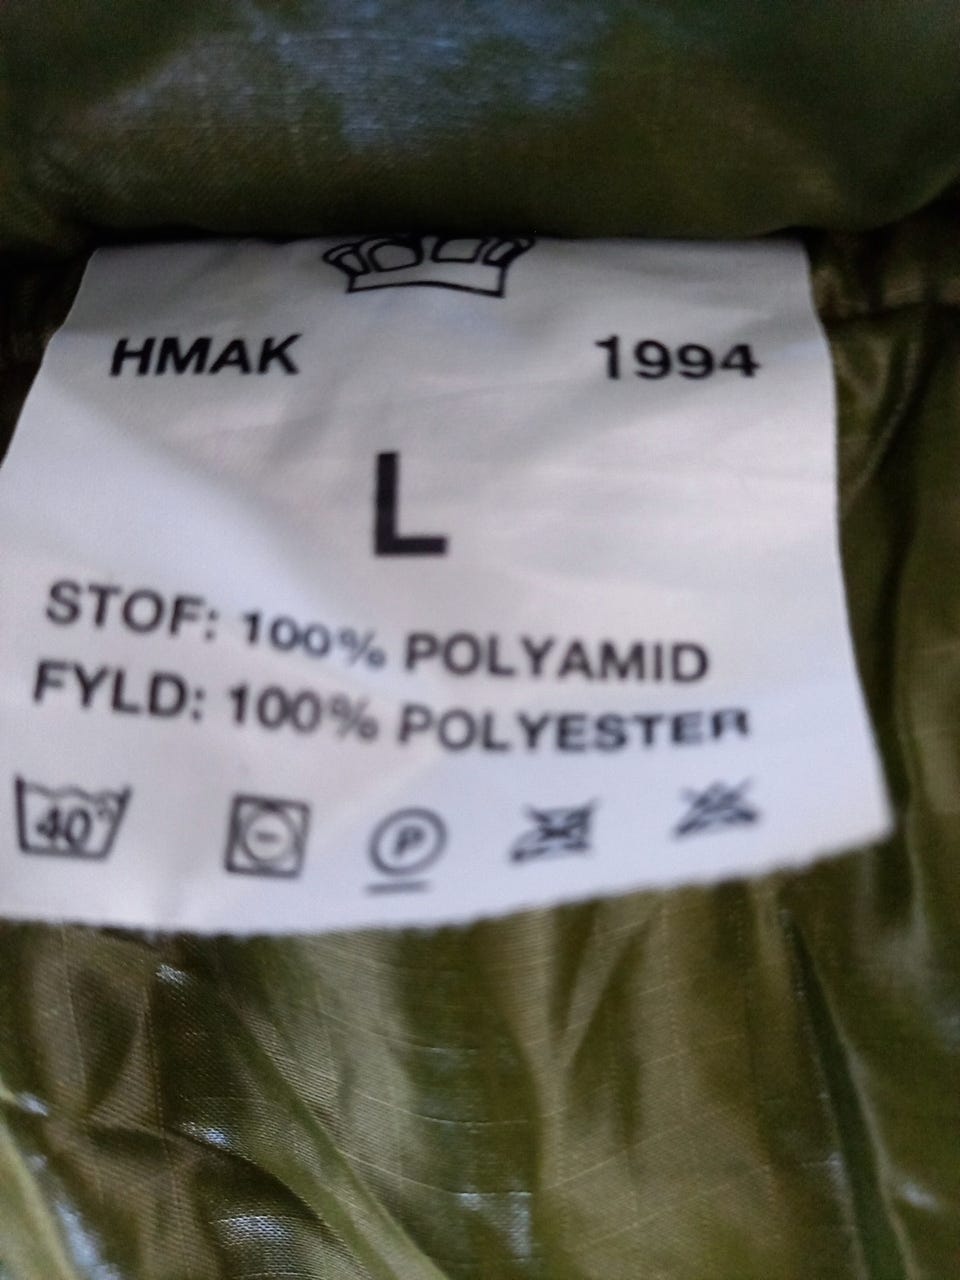 HMAK 1994
L
STOF: 100% POLYAMID
FYLD: 100% POLYESTER
40° P